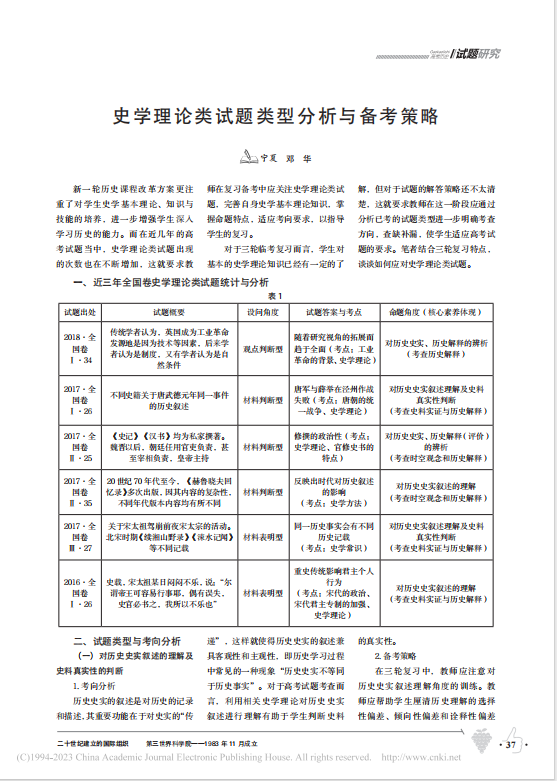 Gaokaolishi
高考历史
试题研究
史学理论类试题类型分析与备考策略
宁夏 邓 华
新一轮历史课程改革方案更注
重了对学生史学基本理论、知识与
技能的培养，进一步增强学生深入
学习历史的能力。而在近几年的高
考试题当中，史学理论类试题出现
的次数也在不断增加，这就要求教
师在复习备考中应关注史学理论类试
题，完善自身史学基本理论知识，掌
握命题特点，适应考向要求，以指导
学生的复习。
对于三轮临考复习而言，学生对
基本的史学理论知识已经有一定的了
解，但对于试题的解答策略还不太清
楚，这就要求教师在这一阶段应通过
分析已考的试题类型进一步明确考查
方向，查缺补漏，使学生适应高考试
题的要求。笔者结合三轮复习特点，
谈谈如何应对史学理论类试题。
一、近三年全国卷史学理论类试题统计与分析
表 1
试题出处 试题概要 设问角度 试题答案与考点 命题角度（核心素养体现）
2018·全
国卷
Ⅰ·34
传统学者认为，英国成为工业革命
发源地是因为技术等因素，后来学
者认为是制度，又有学者认为是自
然条件
观点判断型
随着研究视角的拓展而
趋于全面（考点：工业
革命的背景、史学理论）
对历史史实、历史解释的辨析
（考查历史解释）
2017·全
国卷
Ⅰ·26
不同史籍关于唐武德元年同一事件
的历史叙述
材料判断型
唐军与薛举在泾州作战
失败（考点：唐朝的统
一战争、史学理论）
对历史史实叙述理解及史料
真实性判断
（考查史料实证与历史解释）
2017·全
国卷
Ⅱ·25
《史记》《汉书》均为私家撰著。
魏晋以后，朝廷任用官吏负责，甚
至宰相负责，皇帝主持
材料判断型
修撰的政治性（考点：
史学理论，官修史书的
特点）
对历史史实、历史解释（评价）
的辨析
（考查时空观念和历史解释）
2017·全
国卷
Ⅱ·35
20 世纪 70 年代至今，《赫鲁晓夫回
忆录》多次出版，因其内容的复杂性，
不同年代版本内容均有所不同
材料判断型
反映出时代对历史叙述
的影响
（考点：史学方法）
对历史史实叙述的理解
（考查时空观念和历史解释）
2017·全
国卷
Ⅲ·27
关于宋太祖驾崩前夜宋太宗的活动。
北宋时期《续湘山野录》《涑水记闻》
等不同记载
材料表明型
同一历史事实会有不同
历史记载
（考点：史学常识）
对历史史实叙述理解及史料
真实性判断
（考查史料实证与历史解释）
2016·全
国卷
Ⅰ·26
史载，宋太祖某日闷闷不乐，说：“尔
谓帝王可容易行事耶，偶有误失，
史官必书之，我所以不乐也”
材料表明型
重史传统影响君主个人
行为
（考点：宋代的政治、
宋代君主专制的加强、
史学理论）
对历史史实叙述的理解
（考查史料实证与历史解释）
二、试题类型与考向分析
（一）对历史史实叙述的理解及
史料真实性的判断
1.考向分析
历史史实的叙述是对历史的记录
和描述，其重要功能在于对史实的“传
递”，这样就使得历史史实的叙述兼
具客观性和主观性，即历史学习过程
中常见的一种现象“历史史实不等同
于历史事实”。对于高考试题考查而
言，利用相关史学理论对历史史实
叙述进行理解有助于学生判断史料
的真实性。
2.备考策略
在三轮复习中，教师应注意对
历史史实叙述理解角度的训练。教
师应帮助学生厘清历史理解的选择
性偏差、倾向性偏差和诠释性偏差
二十世纪建立的国际组织 第三世界科学院——1983 年 11 月成立
· 37 ·
(C)1994-2023 China Academic Journal Electronic Publishing House. All rights reserved. http://www.cnki.net